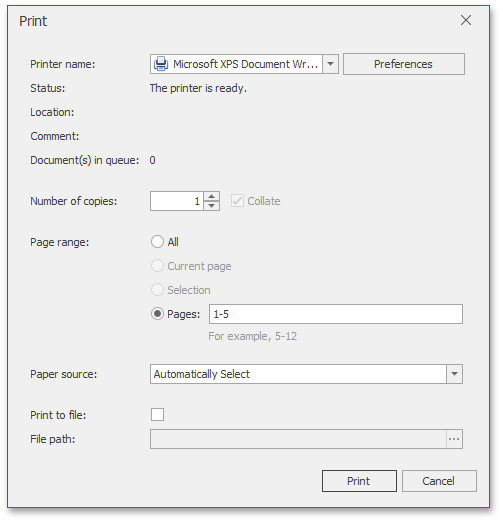 Print
Printer name: Microsoft XPS Document Wr... Preferences
Status: The printer is ready.
Location:
Comment:
Document(s) in queue: 0
Number of copies: 1 Collate
Page range: All
Current page
Selection
Pages: 1-5
For example, 5-12
Paper source: Automatically Select
Print to file:
File path: ...
Print Cancel